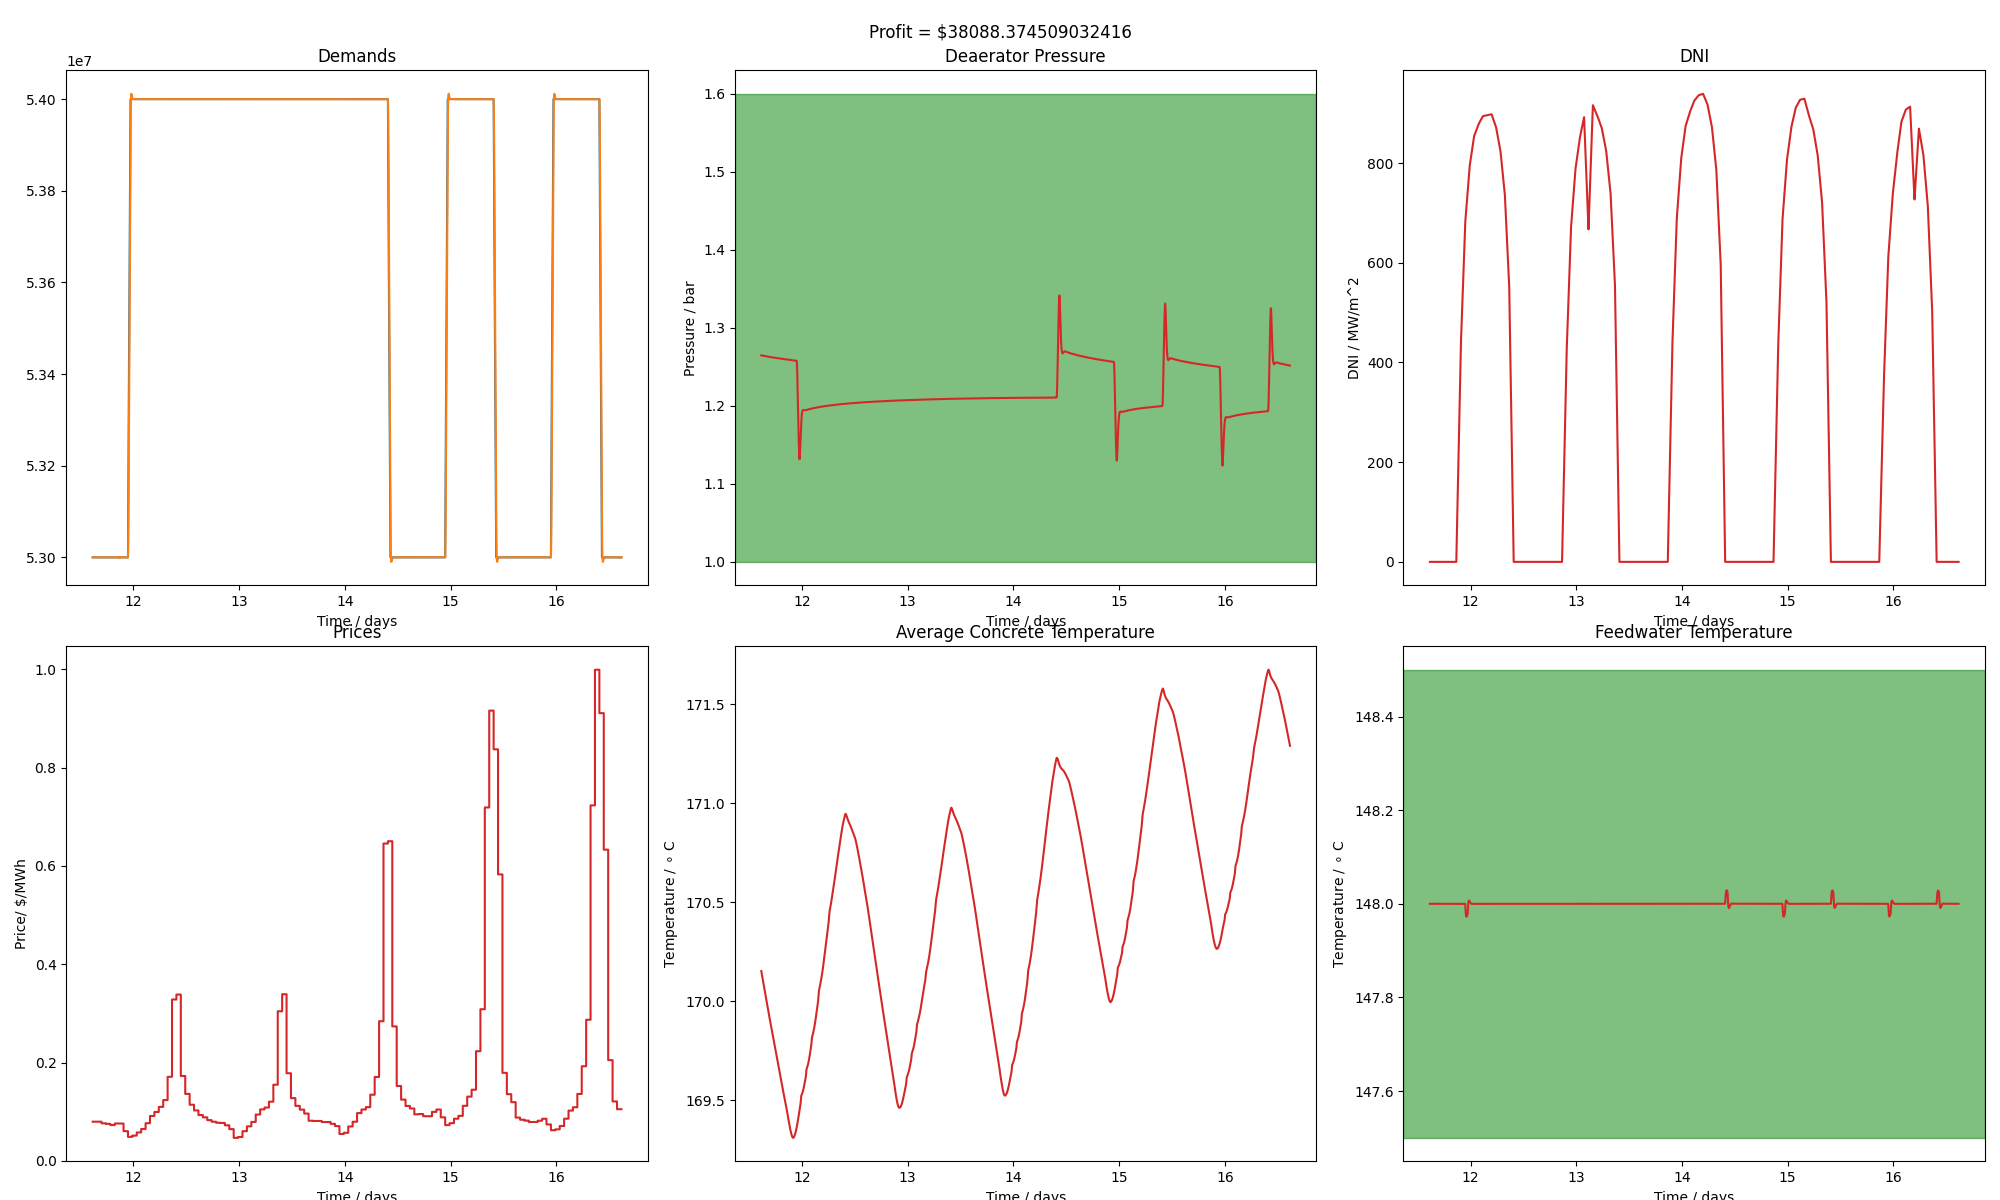 Profit = $38088.374509032416
Demands
1e7
5.40
5.38
5.36
5.34
5.32
5.30
12 13 14 15 16
Time / days
Deaerator Pressure
Pressure / bar
1.6
1.5
1.4
1.3
1.2
1.1
1.0
12 13 14 15 16
Time / days
DNI
DNI / MW/m^2
800
600
400
200
0
12 13 14 15 16
Time / days
Prices
Price/ $/MWh
1.0
0.8
0.6
0.4
0.2
0.0
12 13 14 15 16
Time / days
Average Concrete Temperature
Temperature / ∘ C
171.5
171.0
170.5
170.0
169.5
12 13 14 15 16
Time / days
Feedwater Temperature
Temperature / ∘ C
148.4
148.2
148.0
147.8
147.6
12 13 14 15 16
Time / days